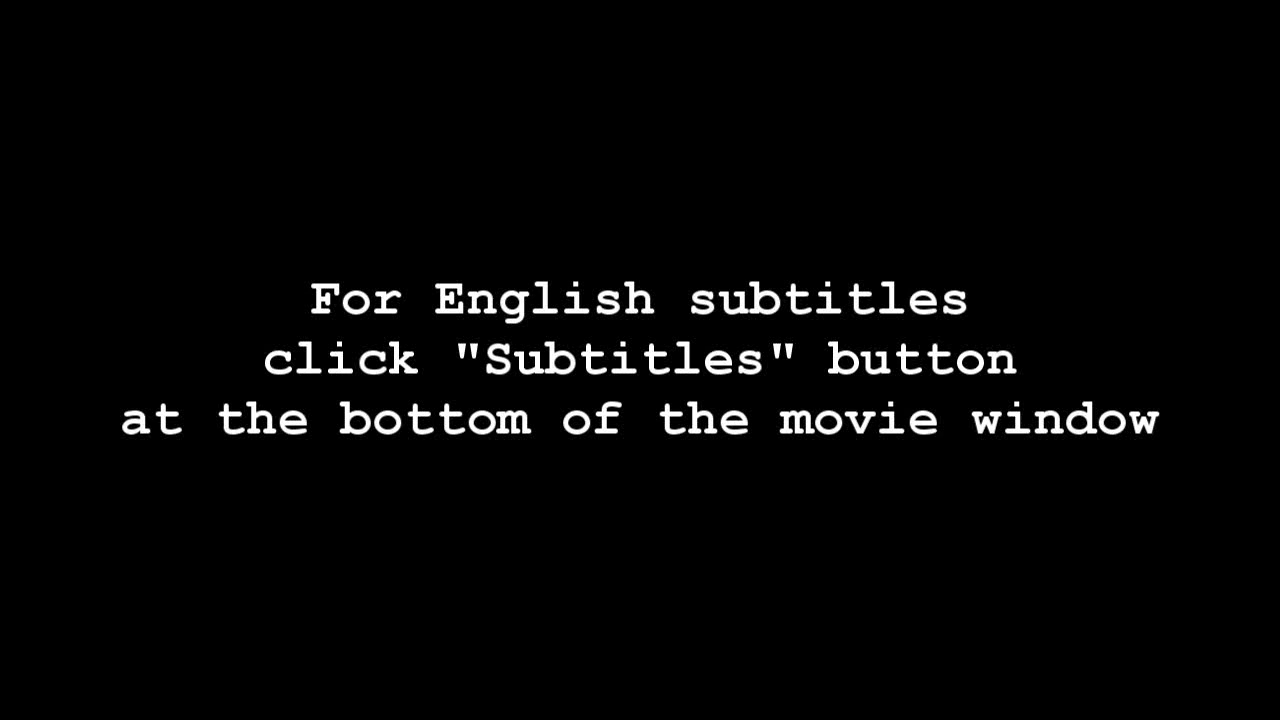 For English subtitles
click "Subtitles" button
at the bottom of the movie window